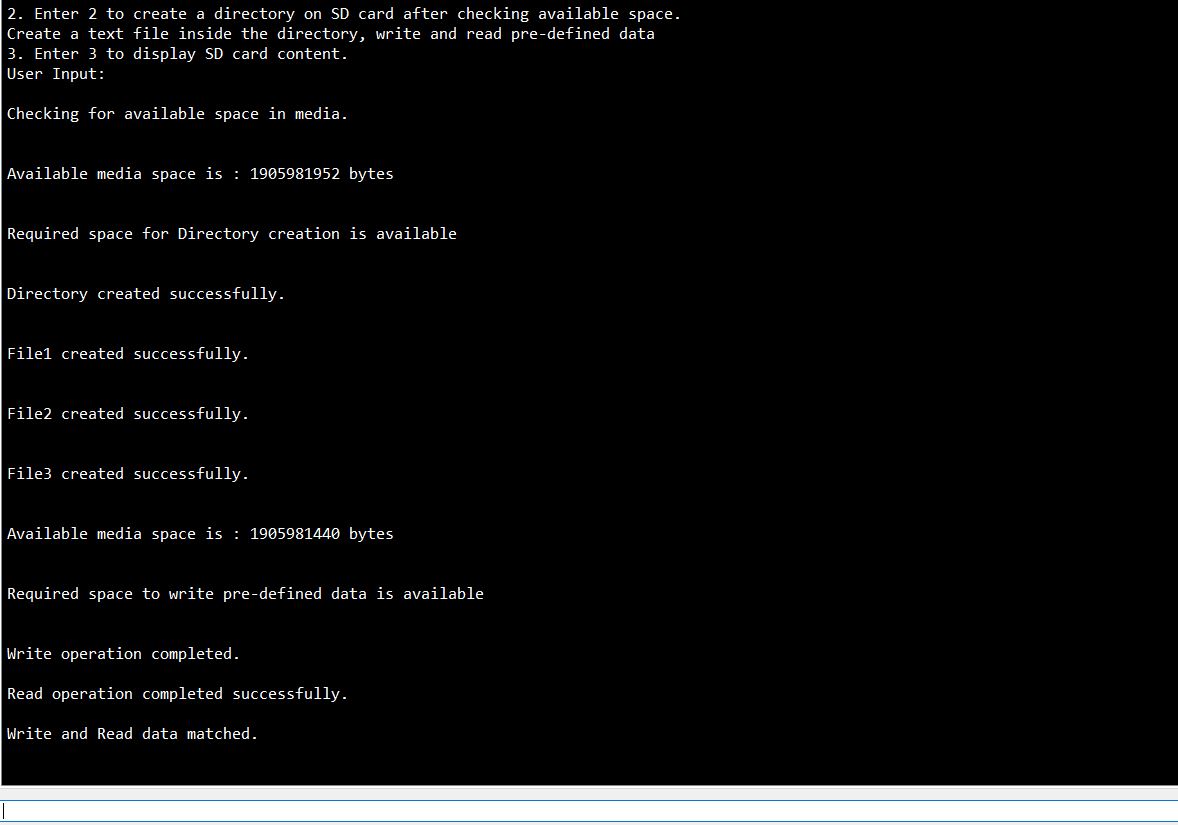 2. Enter 2 to create a directory on SD card after checking available space.
Create a text file inside the directory, write and read pre-defined data
3. Enter 3 to display SD card content.
User Input:
Checking for available space in media.
Available media space is : 1905981952 bytes
Required space for Directory creation is available
Directory created successfully.
File1 created successfully.
File2 created successfully.
File3 created successfully.
Available media space is : 1905981440 bytes
Required space to write pre-defined data is available
Write operation completed.
Read operation completed successfully.
Write and Read data matched.